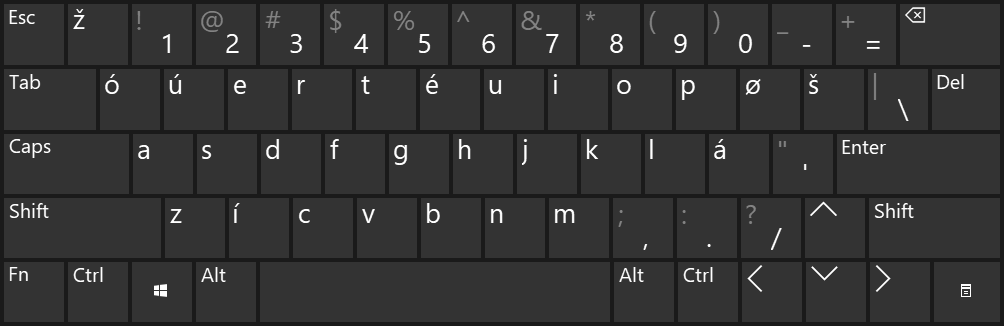 Esc ž ! 1 @ 2 # 3 $ 4 % 5 ^ 6 & 7 * 8 ( 9 ) 0 _ - + =
Tab ó ú e r t é u i o p ø š | \ Del
Caps a s d f g h j k l á " ' Enter
Shift z í c v b n m ; , : . ? / Shift
Fn Ctrl Alt Alt Ctrl